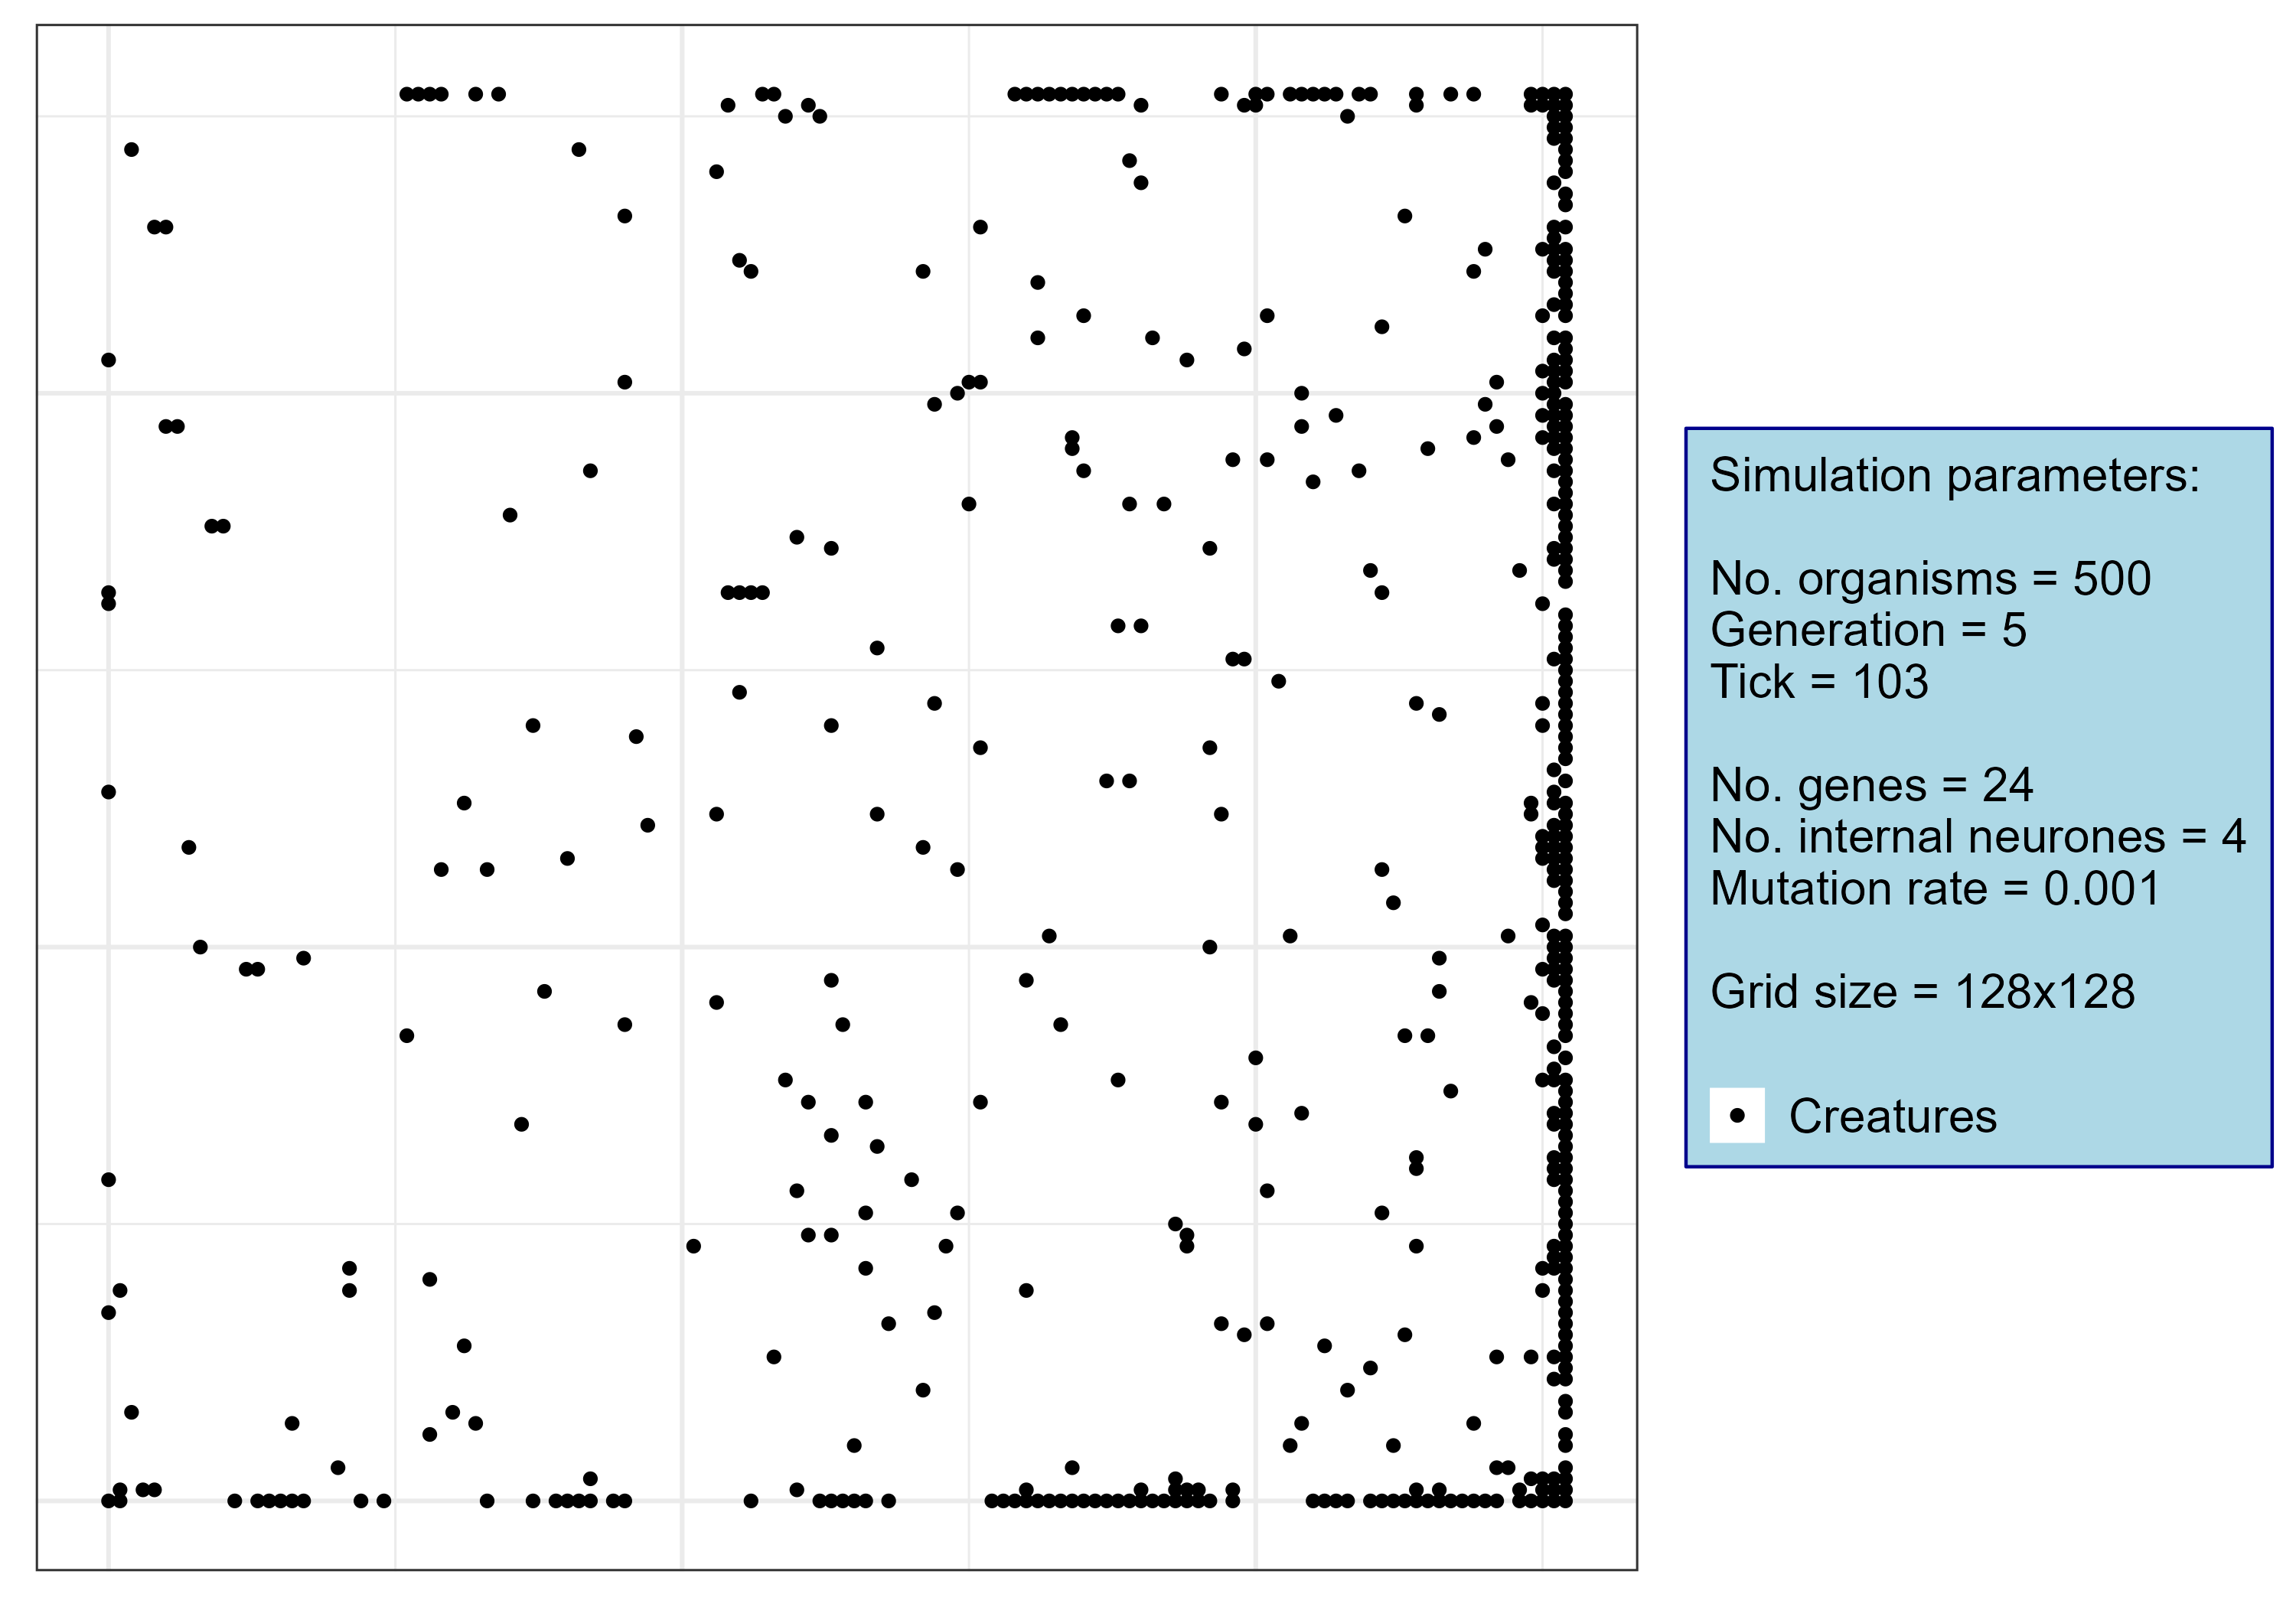 Simulation parameters:
No. organisms = 500
Generation = 5
Tick = 103
No. genes = 24
No. internal neurones = 4
Mutation rate = 0.001
Grid size = 128x128
Creatures